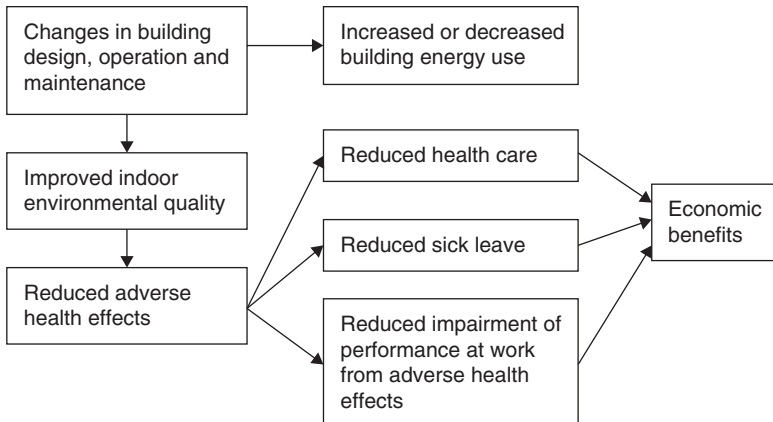 Changes in building
design, operation and
maintenance
Increased or decreased
building energy use
Improved indoor
environmental quality
Reduced adverse
health effects
Reduced health care
Reduced sick leave
Reduced impairment of
performance at work
from adverse health
effects
Economic
benefits